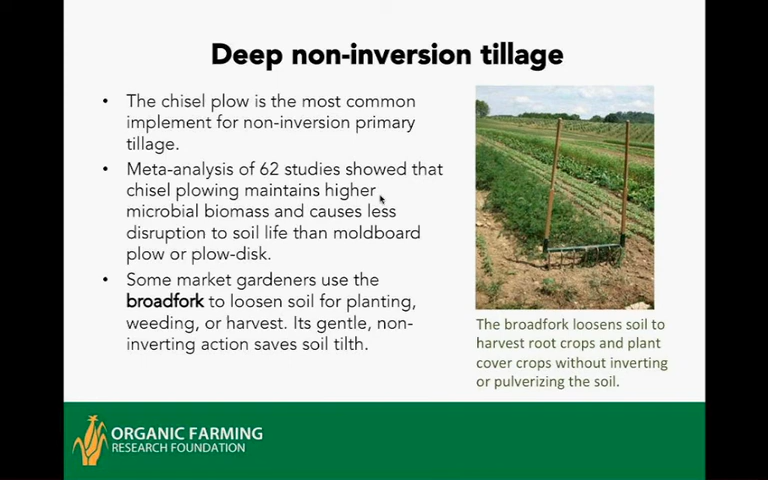 Deep non-inversion tillage
• The chisel plow is the most common
implement for non-inversion primary
tillage.
• Meta-analysis of 62 studies showed that
chisel plowing maintains higher
microbial biomass and causes less
disruption to soil life than moldboard
plow or plow-disk.
• Some market gardeners use the
broadfork to loosen soil for planting,
weeding, or harvest. Its gentle, non-
inverting action saves soil tilth.
The broadfork loosens soil to
harvest root crops and plant
cover crops without inverting
or pulverizing the soil.
ORGANIC FARMING
RESEARCH FOUNDATION